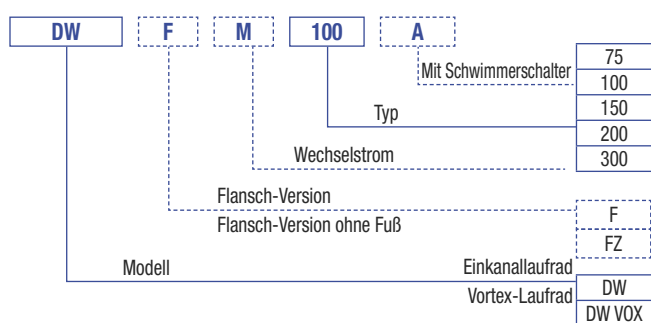 DW F M 100 A
75
Mit Schwimmerschalter
100
Typ
150
200
Wechselstrom
300
Flansch-Version
F
Flansch-Version ohne Fuß
FZ
Modell
Einkanallaufrad
DW
Vortex-Laufrad
DW VOX